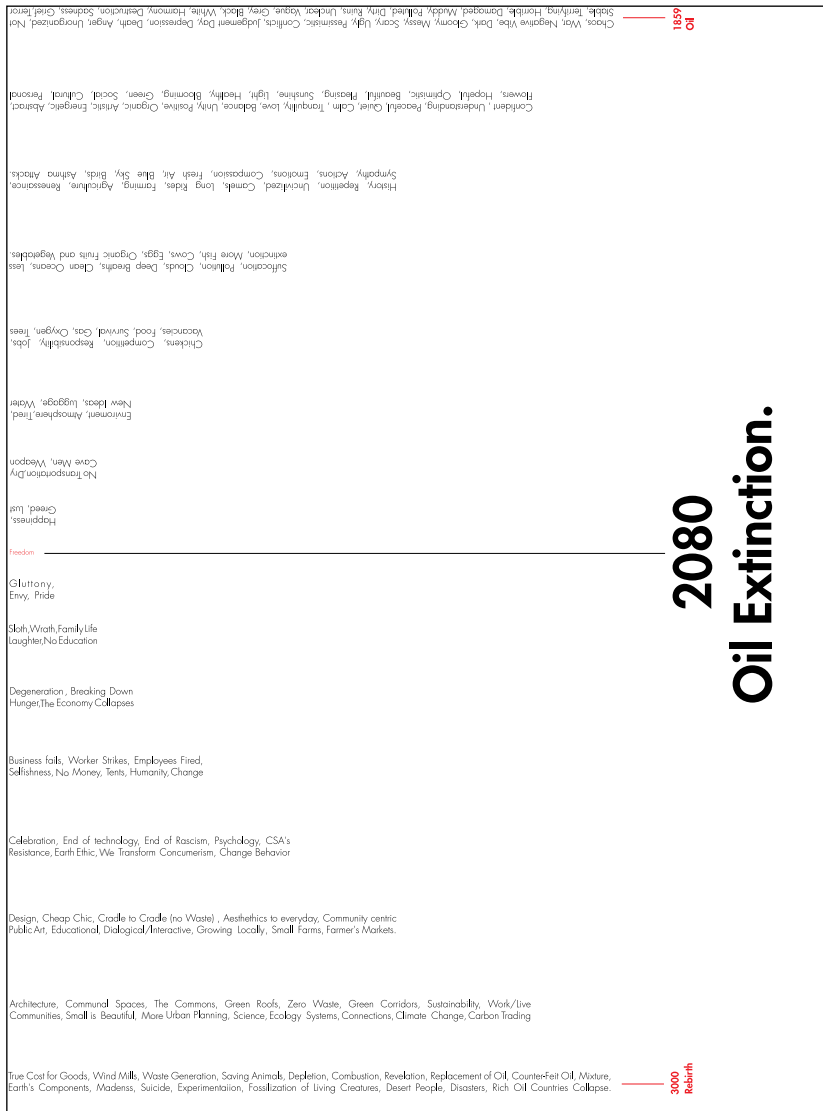 Chaos, War, Negative Vibe, Dark, Gloomy, Messy, Scary, Ugly, Pessimistic, Conflicts, Judgement Day, Depression, Death, Anger, Unorganized, Not
Stable, Terrifying, Horrible, Damaged, Muddy, Polluted, Dirty, Ruins, Unclear, Vague, Grey, Black, White, Harmony, Destruction, Sadness, Grief,Terror
1859
Oil
Confident , Understanding, Peaceful, Quiet, Calm , Tranquility, Love, Balance, Unity, Positive, Organic, Artistic, Energetic, Abstract,
Flowers, Hopeful, Optimistic, Beautiful, Pleasing, Sunshine, Light, Healthy, Blooming, Green, Social, Cultural, Personal
History, Repetition, Uncivilized, Camels, Long Rides, Farming, Agriculture, Renessaince,
Sympathy, Actions, Emotions, Compassion, Fresh Air, Blue Sky, Birds, Asthma Attacks.
Suffocation, Pollution, Clouds, Deep Breaths, Clean Oceans, Less
extinction, More Fish, Cows, Eggs, Organic Fruits and Vegetables.
Chickens, Competition, Responsibility, Jobs,
Vacancies, Food, Survival, Gas, Oxygen, Trees
Enviroment, Atmosphere,Tired,
New Ideas, Luggage, Water
No Transportation,Dry
Cave Men, Weapon
Happiness,
Greed, Lust
Freedom
2080
Oil Extinction.
Gluttony,
Envy, Pride
Sloth,Wrath,Family Life
Laughter,No Education
Degeneration , Breaking Down
Hunger,The Economy Collapses
Business fails, Worker Strikes, Employees Fired,
Selfishness, No Money, Tents, Humanity, Change
Celebration, End of technology, End of Rascism, Psychology, CSA's
Resistance, Earth Ethic, We Transform Concumerism, Change Behavior
Design, Cheap Chic, Cradle to Cradle (no Waste) , Aesthethics to everyday, Community centric
Public Art, Educational, Dialogical/Interactive, Growing Locally, Small Farms, Farmer's Markets.
Architecture, Communal Spaces, The Commons, Green Roofs, Zero Waste, Green Corridors, Sustainability, Work/Live
Communities, Small is Beautiful, More Urban Planning, Science, Ecology Systems, Connections, Climate Change, Carbon Trading
True Cost for Goods, Wind Mills, Waste Generation, Saving Animals, Depletion, Combustion, Revelation, Replacement of Oil, Counter-Feit Oil, Mixture,
Earth's Components, Madenss, Suicide, Experimentaiion, Fossilization of Living Creatures, Desert People, Disasters, Rich Oil Countries Collapse.
3000
Rebirth